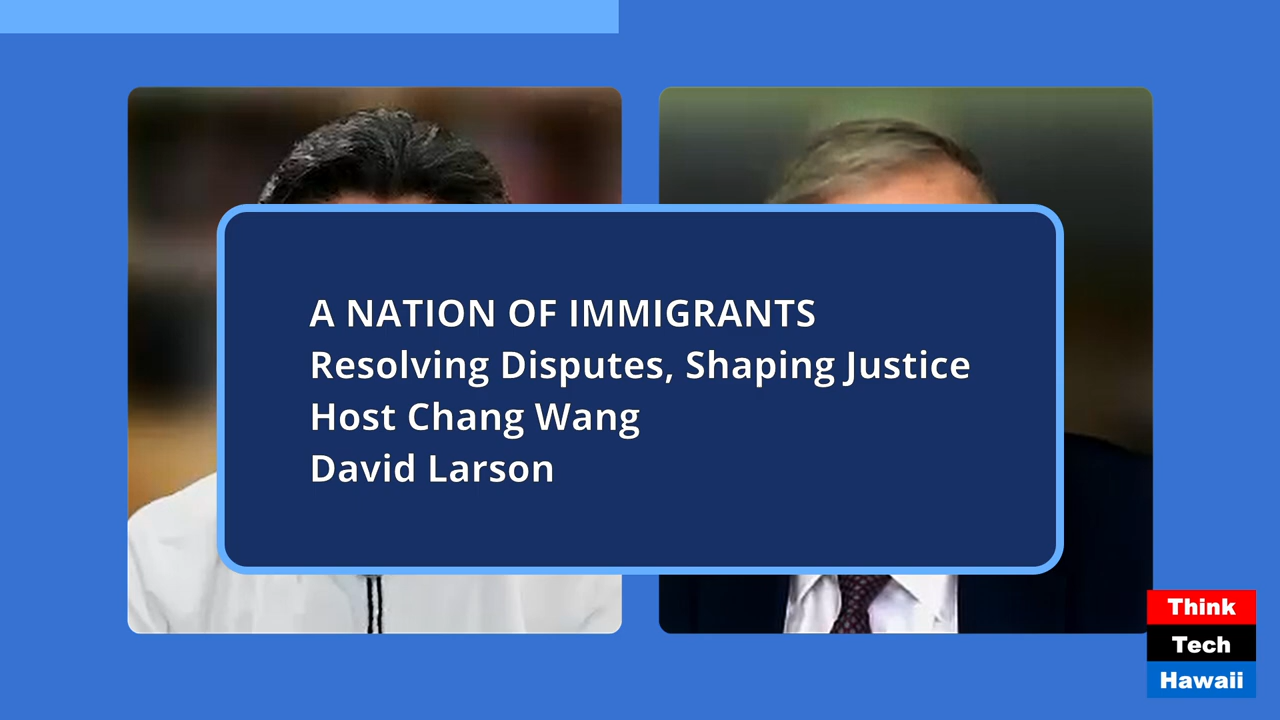 A NATION OF IMMIGRANTS
Resolving Disputes, Shaping Justice
Host Chang Wang
David Larson
Think
Tech
Hawaii